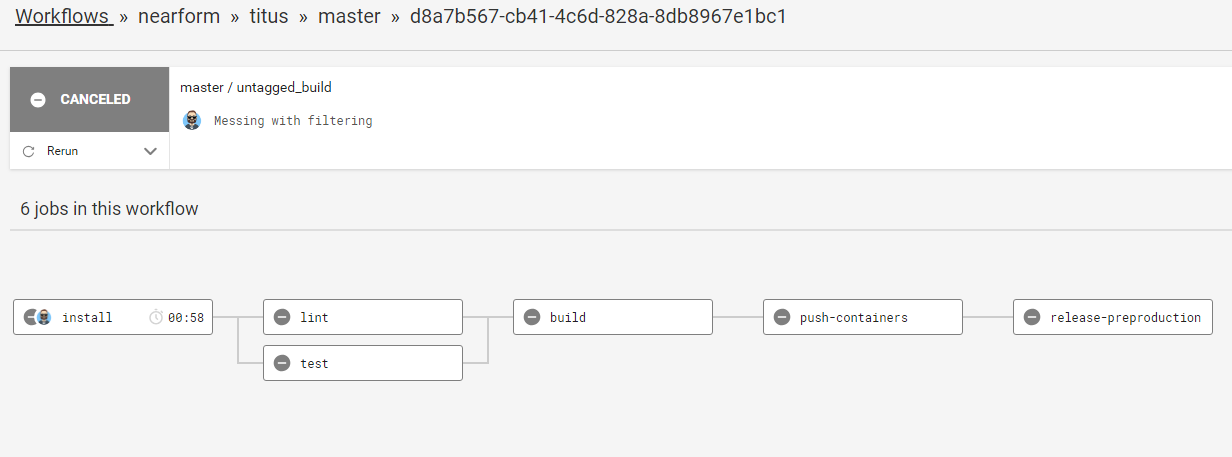 Workflows » nearform » titus » master » d8a7b567-cb41-4c6d-828a-8db8967e1bc1
CANCELED
master / untagged_build
Messing with filtering
Rerun
6 jobs in this workflow
install 00:58
lint
build
push-containers
release-preproduction
test